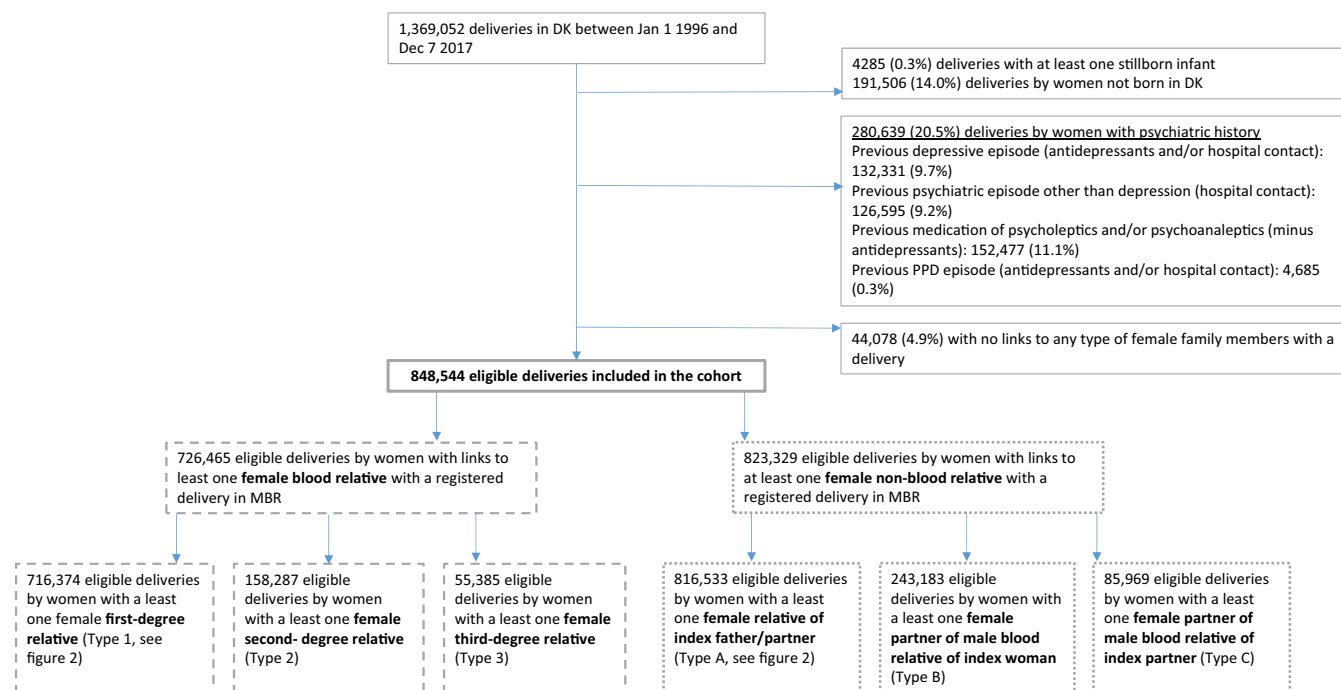 1,369,052 deliveries in DK between Jan 1 1996 and
Dec 7 2017
4285 (0.3%) deliveries with at least one stillborn infant
191,506 (14.0%) deliveries by women not born in DK
280,639 (20.5%) deliveries by women with psychiatric history
Previous depressive episode (antidepressants and/or hospital contact):
132,331 (9.7%)
Previous psychiatric episode other than depression (hospital contact):
126,595 (9.2%)
Previous medication of psycholeptics and/or psychoanaleptics (minus
antidepressants): 152,477 (11.1%)
Previous PPD episode (antidepressants and/or hospital contact): 4,685
(0.3%)
44,078 (4.9%) with no links to any type of female family members with a
delivery
848,544 eligible deliveries included in the cohort
726,465 eligible deliveries by women with links to
least one female blood relative with a registered
delivery in MBR
823,329 eligible deliveries by women with links to
at least one female non-blood relative with a
registered delivery in MBR
716,374 eligible deliveries
by women with a least
one female first-degree
relative (Type 1, see
figure 2)
158,287 eligible
deliveries by women
with a least one female
second- degree relative
(Type 2)
55,385 eligible
deliveries by women
with a least one female
third-degree relative
(Type 3)
816,533 eligible deliveries
by women with a least
one female relative of
index father/partner
(Type A, see figure 2)
243,183 eligible
deliveries by women with
a least one female
partner of male blood
relative of index woman
(Type B)
85,969 eligible deliveries
by women with a least
one female partner of
male blood relative of
index partner (Type C)